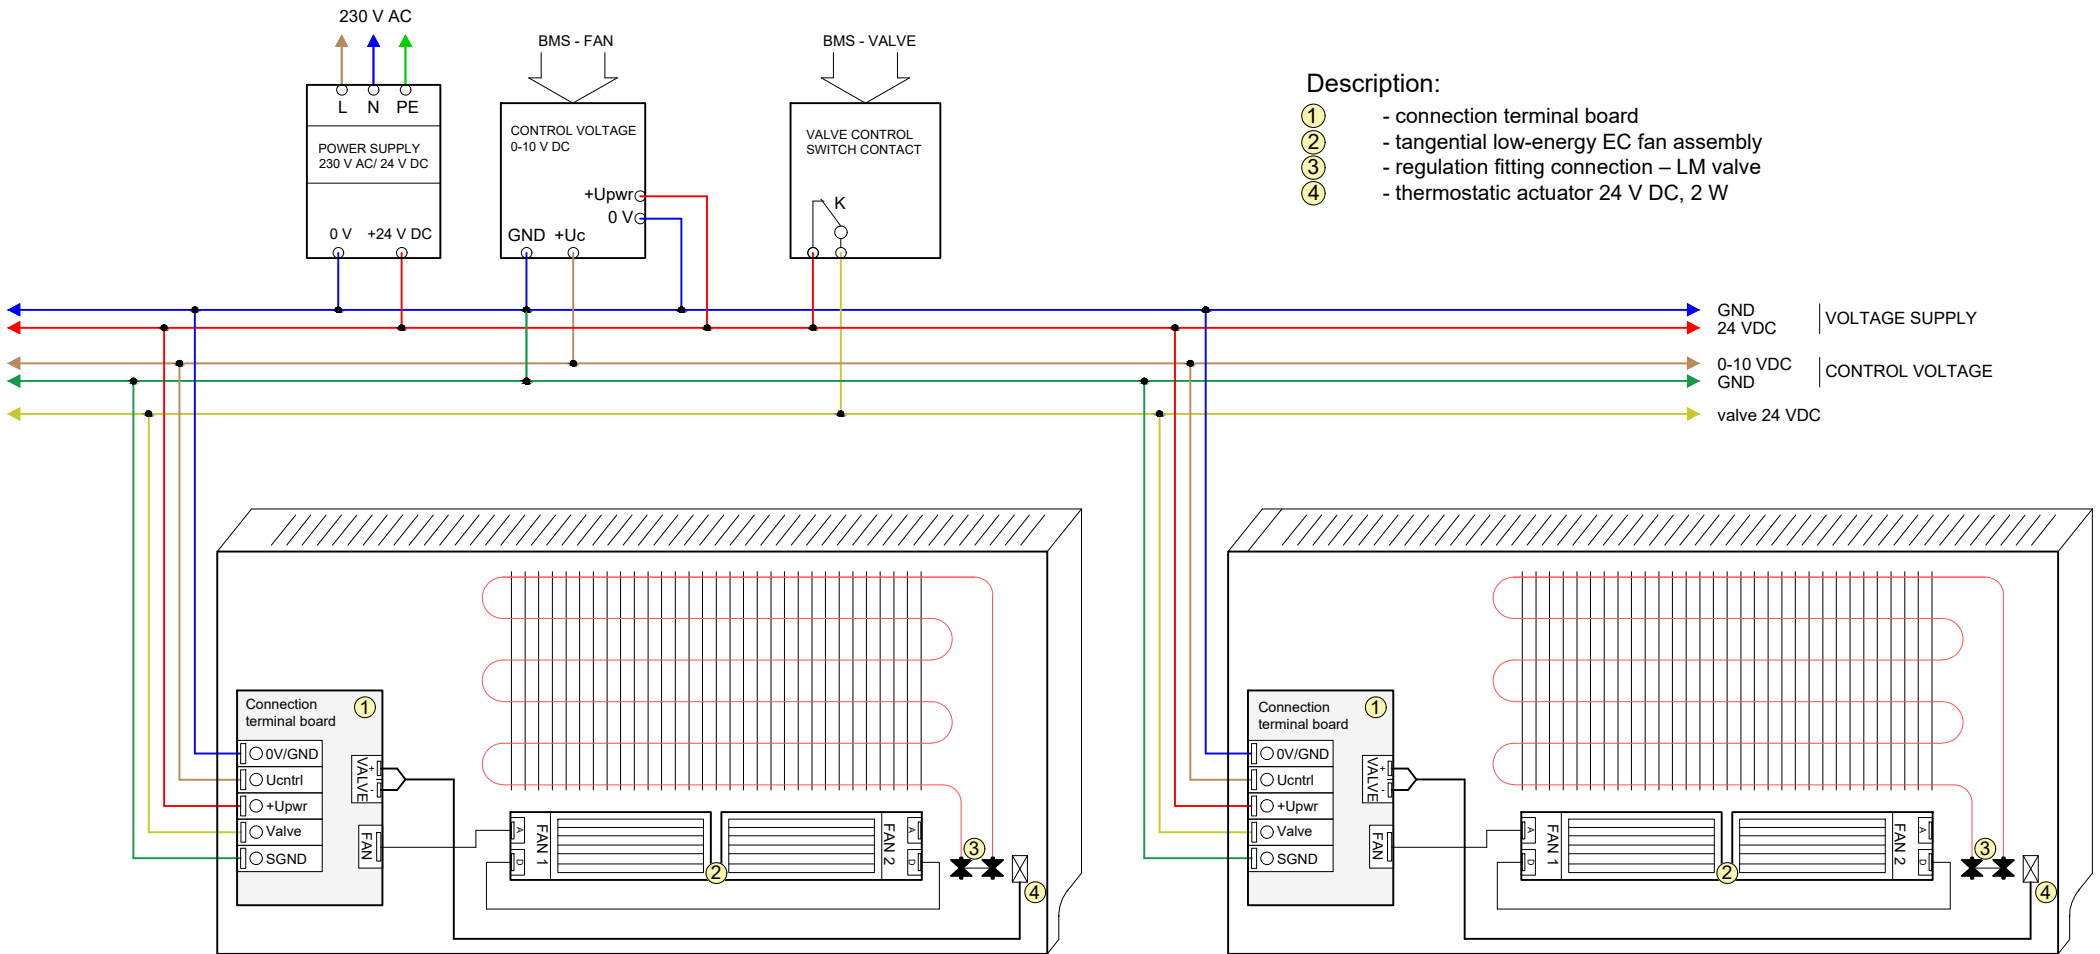 230 V AC
L N PE
POWER SUPPLY
230 V AC/ 24 V DC
0 V +24 V DC
BMS - FAN
CONTROL VOLTAGE
0-10 V DC
+Upwr
0 V
GND +Uc
BMS - VALVE
VALVE CONTROL
SWITCH CONTACT
K
Description:
1 - connection terminal board
2 - tangential low-energy EC fan assembly
3 - regulation fitting connection – LM valve
4 - thermostatic actuator 24 V DC, 2 W
GND
24 VDC
VOLTAGE SUPPLY
0-10 VDC
GND
CONTROL VOLTAGE
valve 24 VDC
Connection
terminal board
1
0V/GND
Ucntrl
+Upwr
Valve
SGND
VALVE
+
-
FAN
A
D
FAN 1
2
FAN 2
A
D
3
4
Connection
terminal board
1
0V/GND
Ucntrl
+Upwr
Valve
SGND
VALVE
+
-
FAN
A
D
FAN 1
2
FAN 2
A
D
3
4